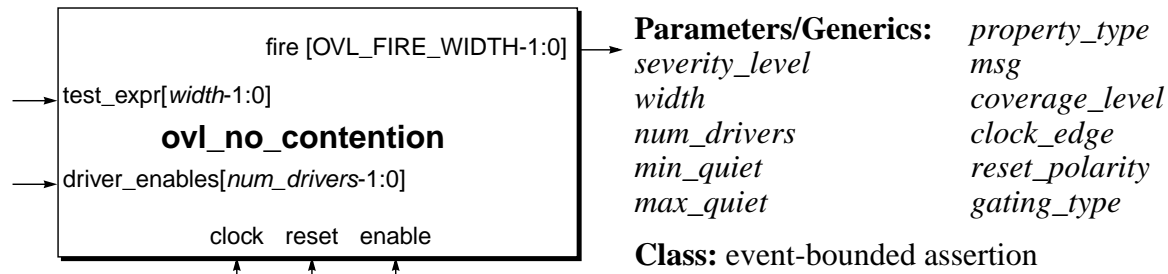 fire [OVL_FIRE_WIDTH-1:0]
test_expr[width-1:0]
ovl_no_contention
driver_enables[num_drivers-1:0]
clock reset enable
Parameters/Generics: property_type
severity_level msg
width coverage_level
num_drivers clock_edge
min_quiet reset_polarity
max_quiet gating_type
Class: event-bounded assertion